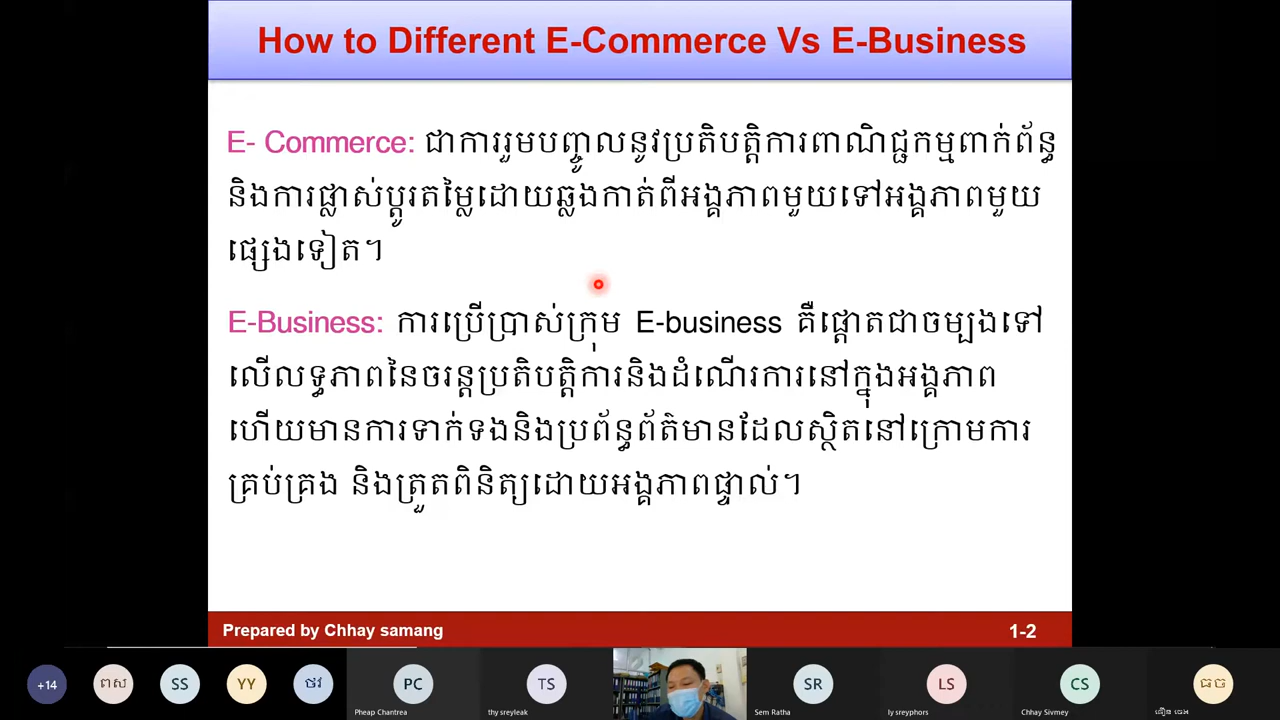 How to Different E-Commerce Vs E-Business
E- Commerce: ជាការរួមបញ្ចូលនូវប្រតិបត្តិការពាណិជ្ជកម្មពាក់ព័ន្ធ
និងការផ្លាស់ប្តូរតម្លៃដោយឆ្លងកាត់ពីអង្គភាពមួយទៅអង្គភាពមួយ
ផ្សេងទៀត។
E-Business: ការប្រើប្រាស់ក្រុម E-business គឺផ្តោតជាចម្បងទៅ
លើលទ្ធភាពនៃចរន្តប្រតិបត្តិការនិងដំណើរការនៅក្នុងអង្គភាព
ហើយមានការទាក់ទងនិងប្រព័ន្ធព័ត៌មានដែលស្ថិតនៅក្រោមការ
គ្រប់គ្រង និងត្រួតពិនិត្យដោយអង្គភាពផ្ទាល់។
Prepared by Chhay samang 1-2
+14 ពស SS YY ថវ PC TS SR LS CS ធច
Pheap Chantrea thy sreyleak Sem Ratha ly sreyphors Chhay Sivmey